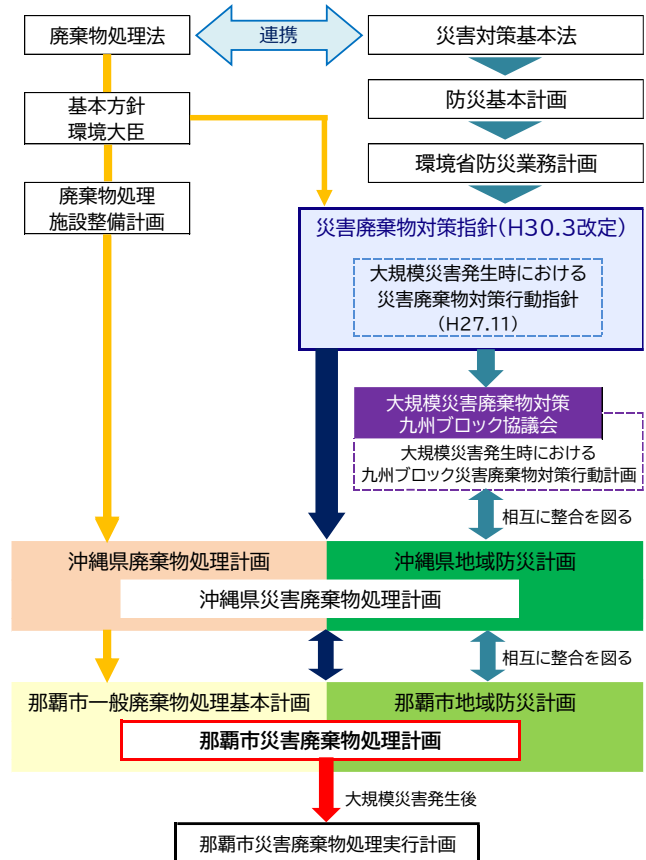 廃棄物処理法
連携
災害対策基本法
基本方針
環境大臣
防災基本計画
環境省防災業務計画
廃棄物処理
施設整備計画
災害廃棄物対策指針(H30.3改定)
大規模災害発生時における
災害廃棄物対策行動指針
(H27.11)
大規模災害廃棄物対策
九州ブロック協議会
大規模災害発生時における
九州ブロック災害廃棄物対策行動計画
相互に整合を図る
沖縄県廃棄物処理計画
沖縄県地域防災計画
沖縄県災害廃棄物処理計画
相互に整合を図る
那覇市一般廃棄物処理基本計画
那覇市地域防災計画
那覇市災害廃棄物処理計画
大規模災害発生後
那覇市災害廃棄物処理実行計画